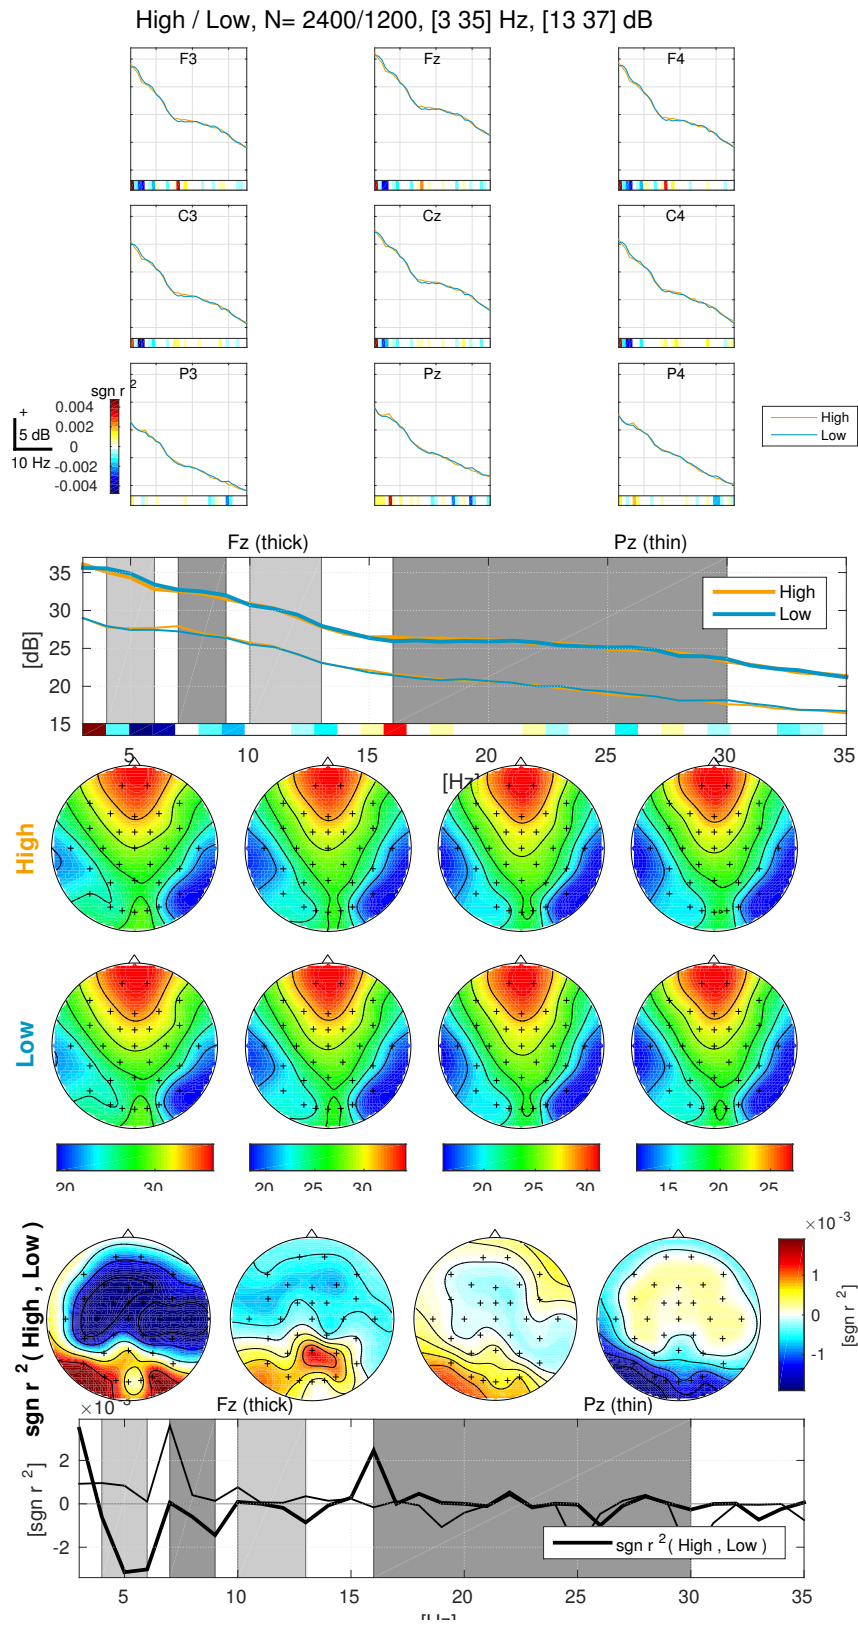 High / Low, N= 2400/1200, [3 35] Hz, [13 37] dB
F3
Fz
F4
C3
Cz
C4
P3
Pz
P4
sgn r 2
0.004
0.002
0
-0.002
-0.004
+
5 dB
10 Hz
High
Low
Fz (thick)
Pz (thin)
35
30
25
20
15
[dB]
High
Low
5
10
15
20
25
30
35
[Hz]
High
Low
20
30
20
25
30
20
25
30
15
20
25
sgn r 2 ( High , Low )
×10 -3
1
0
-1
[sgn r 2]
×10
Fz (thick)
Pz (thin)
2
0
-2
[sgn r 2]
sgn r 2 ( High , Low )
5
10
15
20
25
30
35
[Hz]